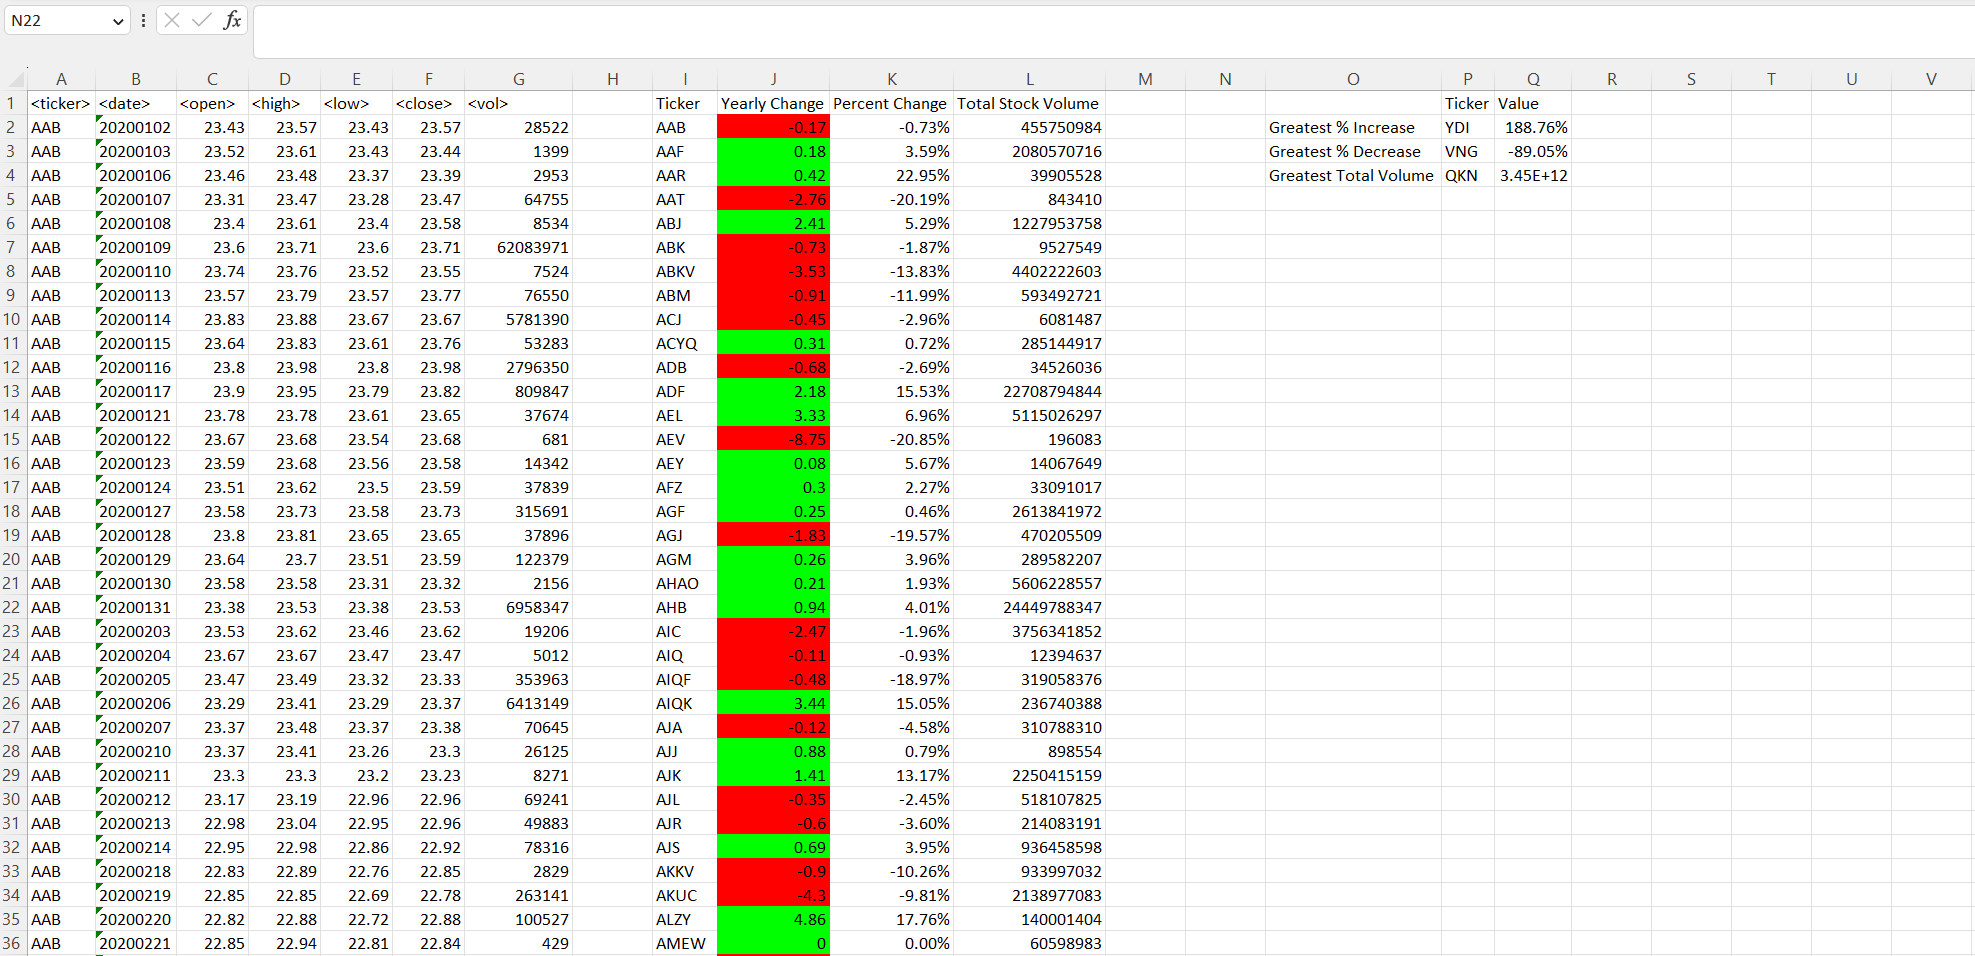 N22 fx
A B C D E F G H I J K L M N O P Q R S T U V
1 <ticker> <date> <open> <high> <low> <close> <vol> Ticker Yearly Change Percent Change Total Stock Volume Ticker Value
2 AAB 20200102 23.43 23.57 23.43 23.57 28522 AAB -0.17 -0.73% 455750984 Greatest % Increase YDI 188.76%
3 AAB 20200103 23.52 23.61 23.43 23.44 1399 AAF 0.18 3.59% 2080570716 Greatest % Decrease VNG -89.05%
4 AAB 20200106 23.46 23.48 23.37 23.39 2953 AAR 0.42 22.95% 39905528 Greatest Total Volume QKN 3.45E+12
5 AAB 20200107 23.31 23.47 23.28 23.47 64755 AAT -2.76 -20.19% 843410
6 AAB 20200108 23.4 23.61 23.4 23.58 8534 ABJ 2.41 5.29% 1227953758
7 AAB 20200109 23.6 23.71 23.6 23.71 62083971 ABK -0.73 -1.87% 9527549
8 AAB 20200110 23.74 23.76 23.52 23.55 7524 ABKV -3.53 -13.83% 4402222603
9 AAB 20200113 23.57 23.79 23.57 23.77 76550 ABM -0.91 -11.99% 593492721
10 AAB 20200114 23.83 23.88 23.67 23.67 5781390 ACJ -0.45 -2.96% 6081487
11 AAB 20200115 23.64 23.83 23.61 23.76 53283 ACYQ 0.31 0.72% 285144917
12 AAB 20200116 23.8 23.98 23.8 23.98 2796350 ADB -0.68 -2.69% 34526036
13 AAB 20200117 23.9 23.95 23.79 23.82 809847 ADF 2.18 15.53% 22708794844
14 AAB 20200121 23.78 23.78 23.61 23.65 37674 AEL 3.33 6.96% 5115026297
15 AAB 20200122 23.67 23.68 23.54 23.68 681 AEV -8.75 -20.85% 196083
16 AAB 20200123 23.59 23.68 23.56 23.58 14342 AEY 0.08 5.67% 14067649
17 AAB 20200124 23.51 23.62 23.5 23.59 37839 AFZ 0.3 2.27% 33091017
18 AAB 20200127 23.58 23.73 23.58 23.73 315691 AGF 0.25 0.46% 2613841972
19 AAB 20200128 23.8 23.81 23.65 23.65 37896 AGJ -1.83 -19.57% 470205509
20 AAB 20200129 23.64 23.7 23.51 23.59 122379 AGM 0.26 3.96% 289582207
21 AAB 20200130 23.58 23.58 23.31 23.32 2156 AHAO 0.21 1.93% 5606228557
22 AAB 20200131 23.38 23.53 23.38 23.53 6958347 AHB 0.94 4.01% 24449788347
23 AAB 20200203 23.53 23.62 23.46 23.62 19206 AIC -2.47 -1.96% 3756341852
24 AAB 20200204 23.67 23.67 23.47 23.47 5012 AIQ -0.11 -0.93% 12394637
25 AAB 20200205 23.47 23.49 23.32 23.33 353963 AIQF -0.48 -18.97% 319058376
26 AAB 20200206 23.29 23.41 23.29 23.37 6413149 AIQK 3.44 15.05% 236740388
27 AAB 20200207 23.37 23.48 23.37 23.38 70645 AJA -0.12 -4.58% 310788310
28 AAB 20200210 23.37 23.41 23.26 23.3 26125 AJJ 0.88 0.79% 898554
29 AAB 20200211 23.3 23.3 23.2 23.23 8271 AJK 1.41 13.17% 2250415159
30 AAB 20200212 23.17 23.19 22.96 22.96 69241 AJL -0.35 -2.45% 518107825
31 AAB 20200213 22.98 23.04 22.95 22.96 49883 AJR -0.6 -3.60% 214083191
32 AAB 20200214 22.95 22.98 22.86 22.92 78316 AJS 0.69 3.95% 936458598
33 AAB 20200218 22.83 22.89 22.76 22.85 2829 AKKV -0.9 -10.26% 933997032
34 AAB 20200219 22.85 22.85 22.69 22.78 263141 AKUC -4.3 -9.81% 2138977083
35 AAB 20200220 22.82 22.88 22.72 22.88 100527 ALZY 4.86 17.76% 140001404
36 AAB 20200221 22.85 22.94 22.81 22.84 429 AMEW 0 0.00% 60598983